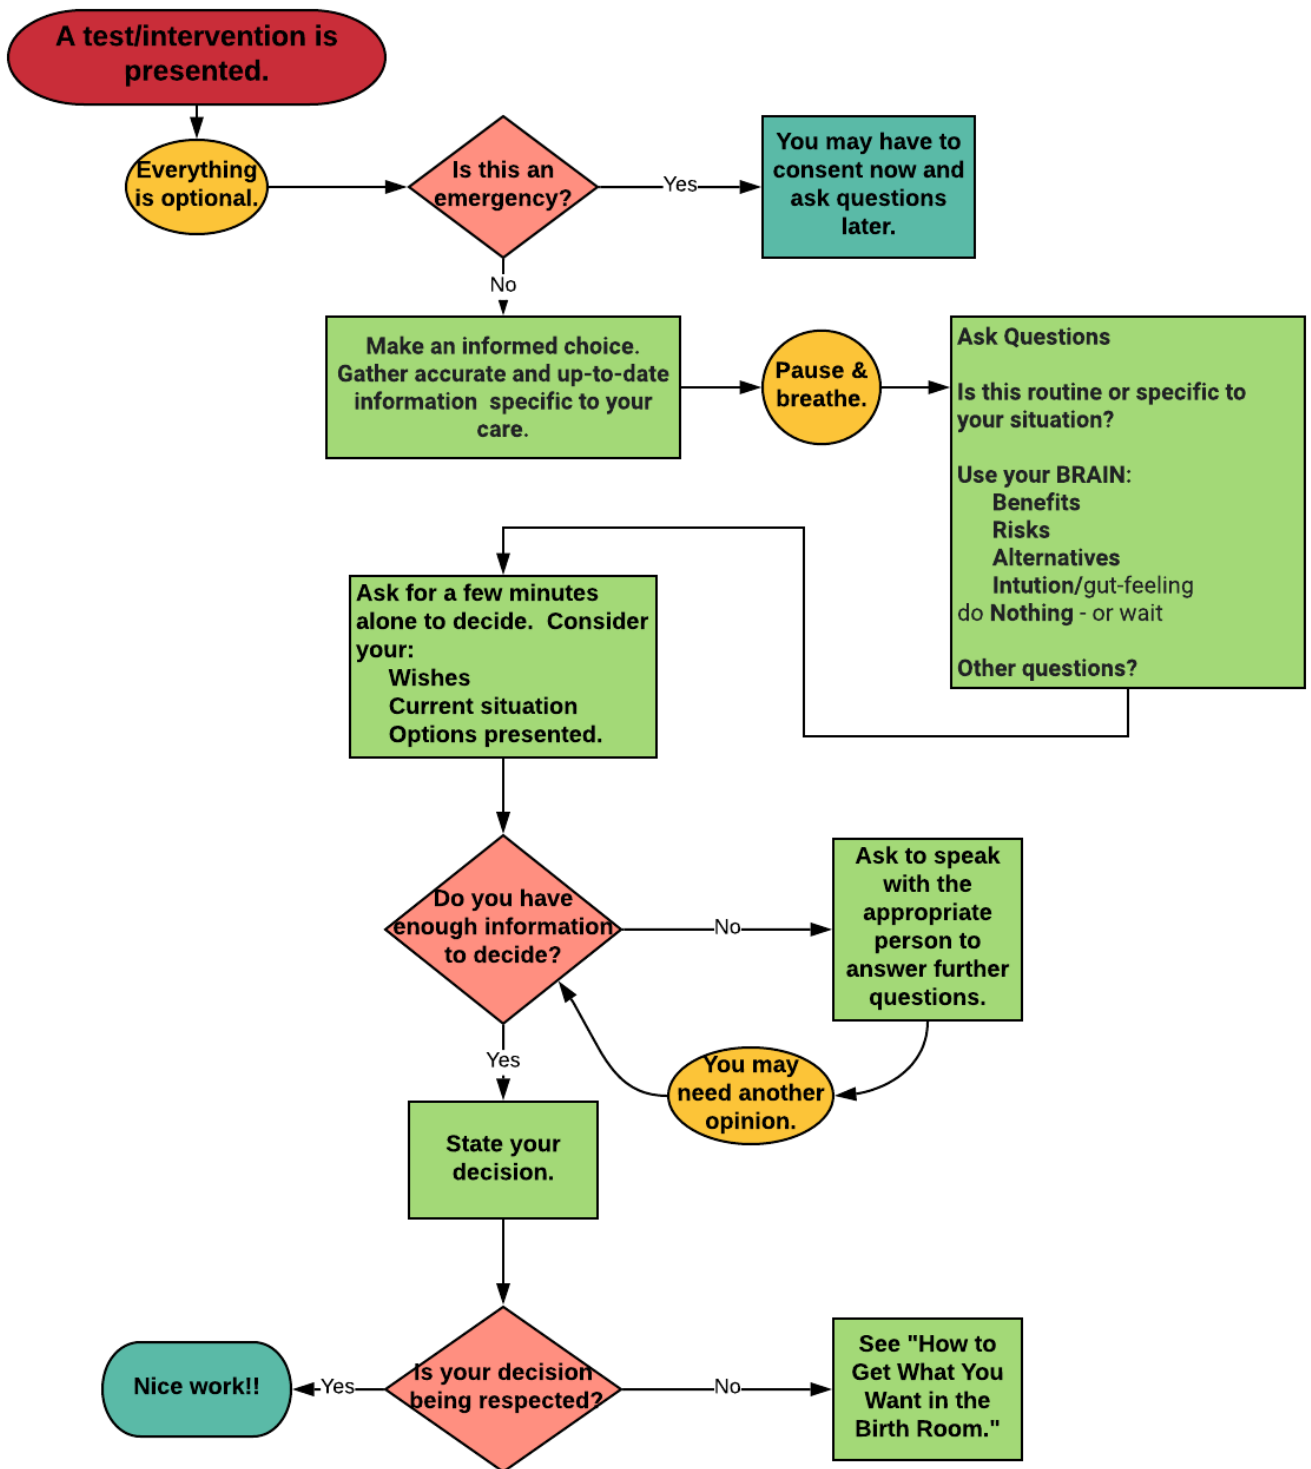 A test/intervention is
presented.
Everything
is optional.
Is this an
emergency?
Yes
You may have to
consent now and
ask questions
later.
No
Make an informed choice.
Gather accurate and up-to-date
information specific to your
care.
Pause &
breathe.
Ask Questions
Is this routine or specific to
your situation?
Use your BRAIN:
Benefits
Risks
Alternatives
Intution/gut-feeling
do Nothing - or wait
Other questions?
Ask for a few minutes
alone to decide. Consider
your:
Wishes
Current situation
Options presented.
Do you have
enough information
to decide?
No
Ask to speak
with the
appropriate
person to
answer further
questions.
You may
need another
opinion.
Yes
State your
decision.
Is your decision
being respected?
Yes
Nice work!!
No
See "How to
Get What You
Want in the
Birth Room."